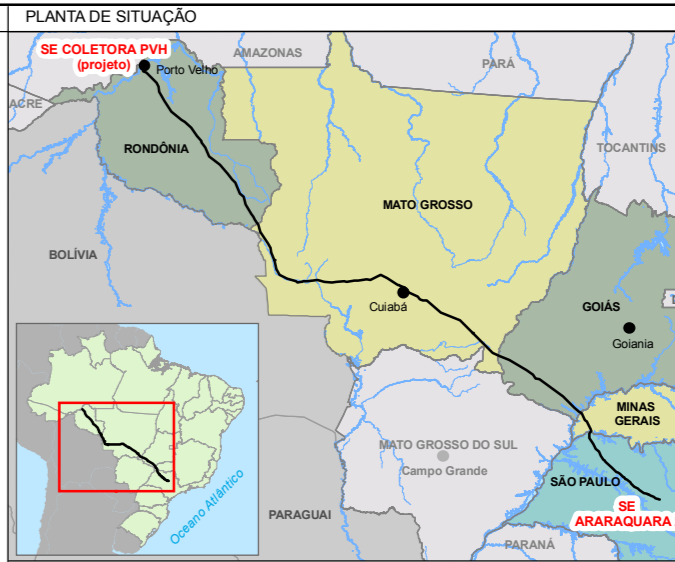 PLANTA DE SITUAÇÃO
SE COLETORA PVH
(projeto)
Porto Velho
AMAZONAS
PARÁ
ACRE
RONDÔNIA
TOCANTINS
MATO GROSSO
BOLÍVIA
Cuiabá
GOIÁS
Goiania
MINAS
GERAIS
MATO GROSSO DO SUL
Campo Grande
SÃO PAULO
SE
ARARAQUARA 2
PARAGUAI
PARANÁ
Oceano Atlântico